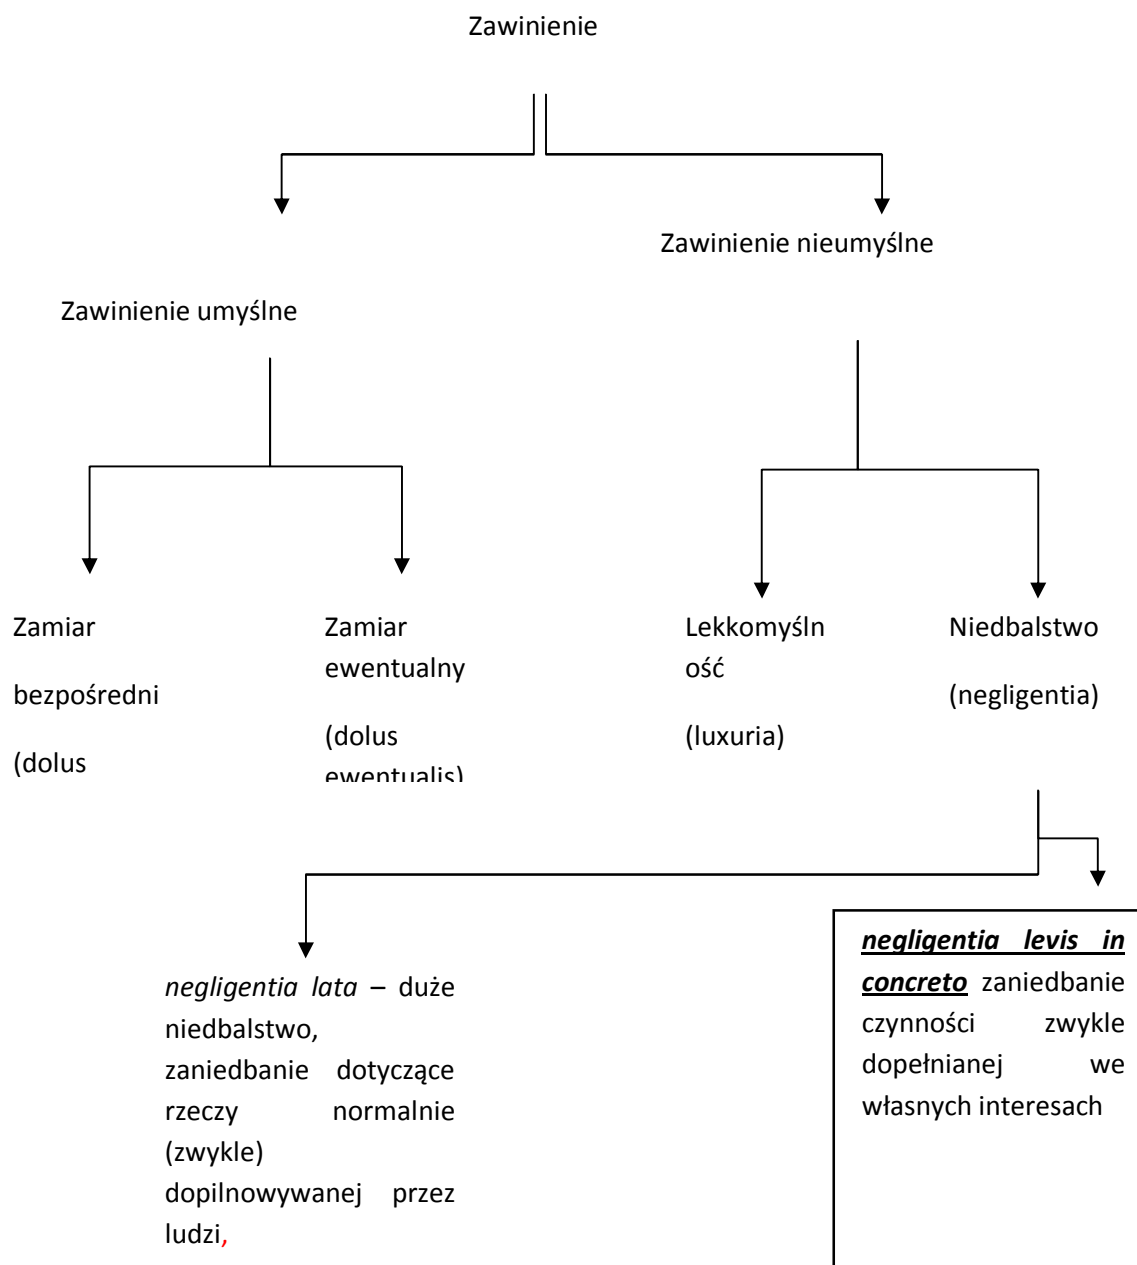 Zawinienie
Zawinienie nieumyślne
Zawinienie umyślne
Zamiar
bezpośredni
(dolus
Zamiar
ewentualny
(dolus
ewentualis)
Lekkomyśln
ość
(luxuria)
Niedbalstwo
(negligentia)
negligentia lata – duże
niedbalstwo,
zaniedbanie dotyczące
rzeczy normalnie
(zwykle)
dopilnowywanej przez
ludzi,
negligentia levis in
concreto zaniedbanie
czynności zwykle
dopełnianej we
własnych interesach